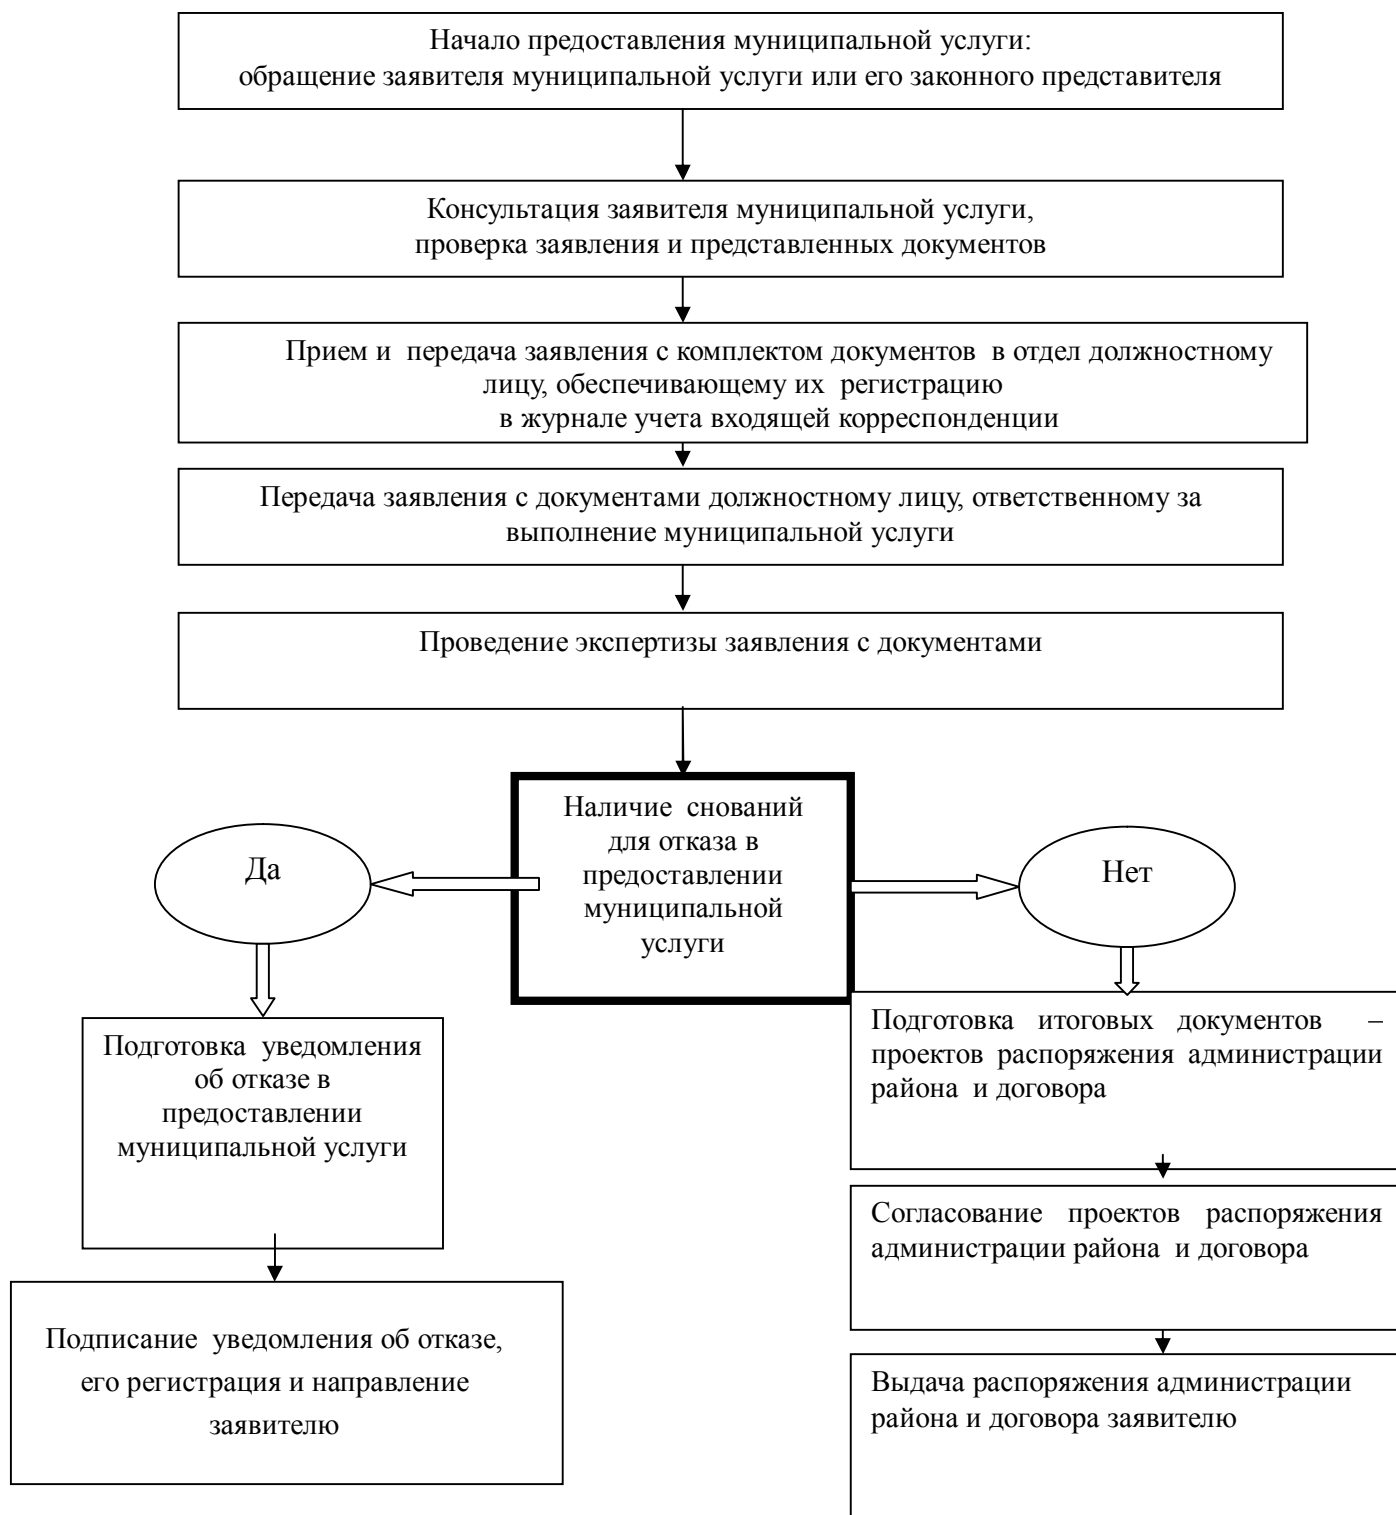 Начало предоставления муниципальной услуги:
обращение заявителя муниципальной услуги или его законного представителя
Консультация заявителя муниципальной услуги,
проверка заявления и представленных документов
Прием и передача заявления с комплектом документов в отдел должностному
лицу, обеспечивающему их регистрацию
в журнале учета входящей корреспонденции
Передача заявления с документами должностному лицу, ответственному за
выполнение муниципальной услуги
Проведение экспертизы заявления с документами
Наличие снований
для отказа в
предоставлении
муниципальной
услуги
Да
Нет
Подготовка уведомления
об отказе в
предоставлении
муниципальной услуги
Подписание уведомления об отказе,
его регистрация и направление
заявителю
Подготовка итоговых документов –
проектов распоряжения администрации
района и договора
Согласование проектов распоряжения
администрации района и договора
Выдача распоряжения администрации
района и договора заявителю